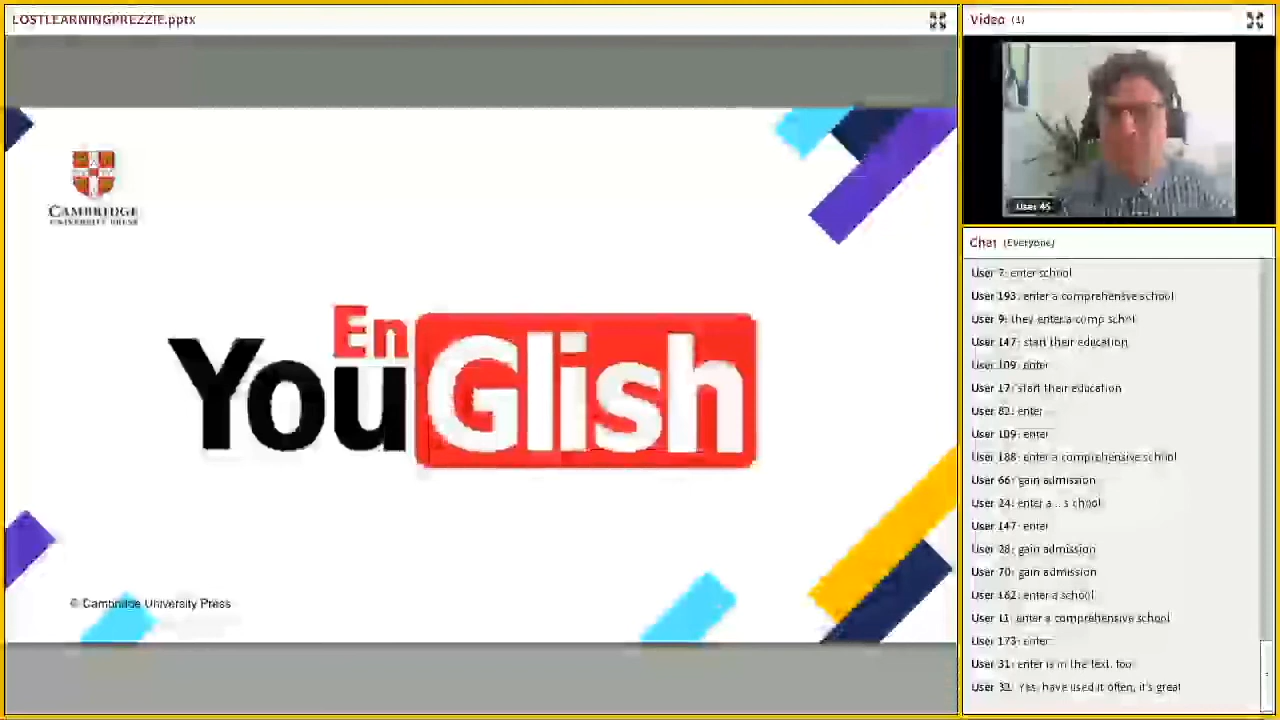 LOSTLEARNINGPREZZIE.pptx
CAMBRIDGE
UNIVERSITY PRESS
En
YouGlish
© Cambridge University Press
Video (1)
User 45
Chat (Everyone)
User 7: enter school
User 193: enter a comprehensve school
User 9: they enter.a comp schol
User 147: start their education
User 109: enter
User 17: start their education
User 82: enter
User 109: enter
User 188: enter a comprehensive school
User 66: gain admission
User 24: enter a ... s chool
User 147: enter
User 28: gain admission
User 70: gain admission
User 162: enter a school
User 11: enter a comprehensive school
User 173: enter
User 31: enter is in the text. too
User 32: Yes, have used it often, it's great